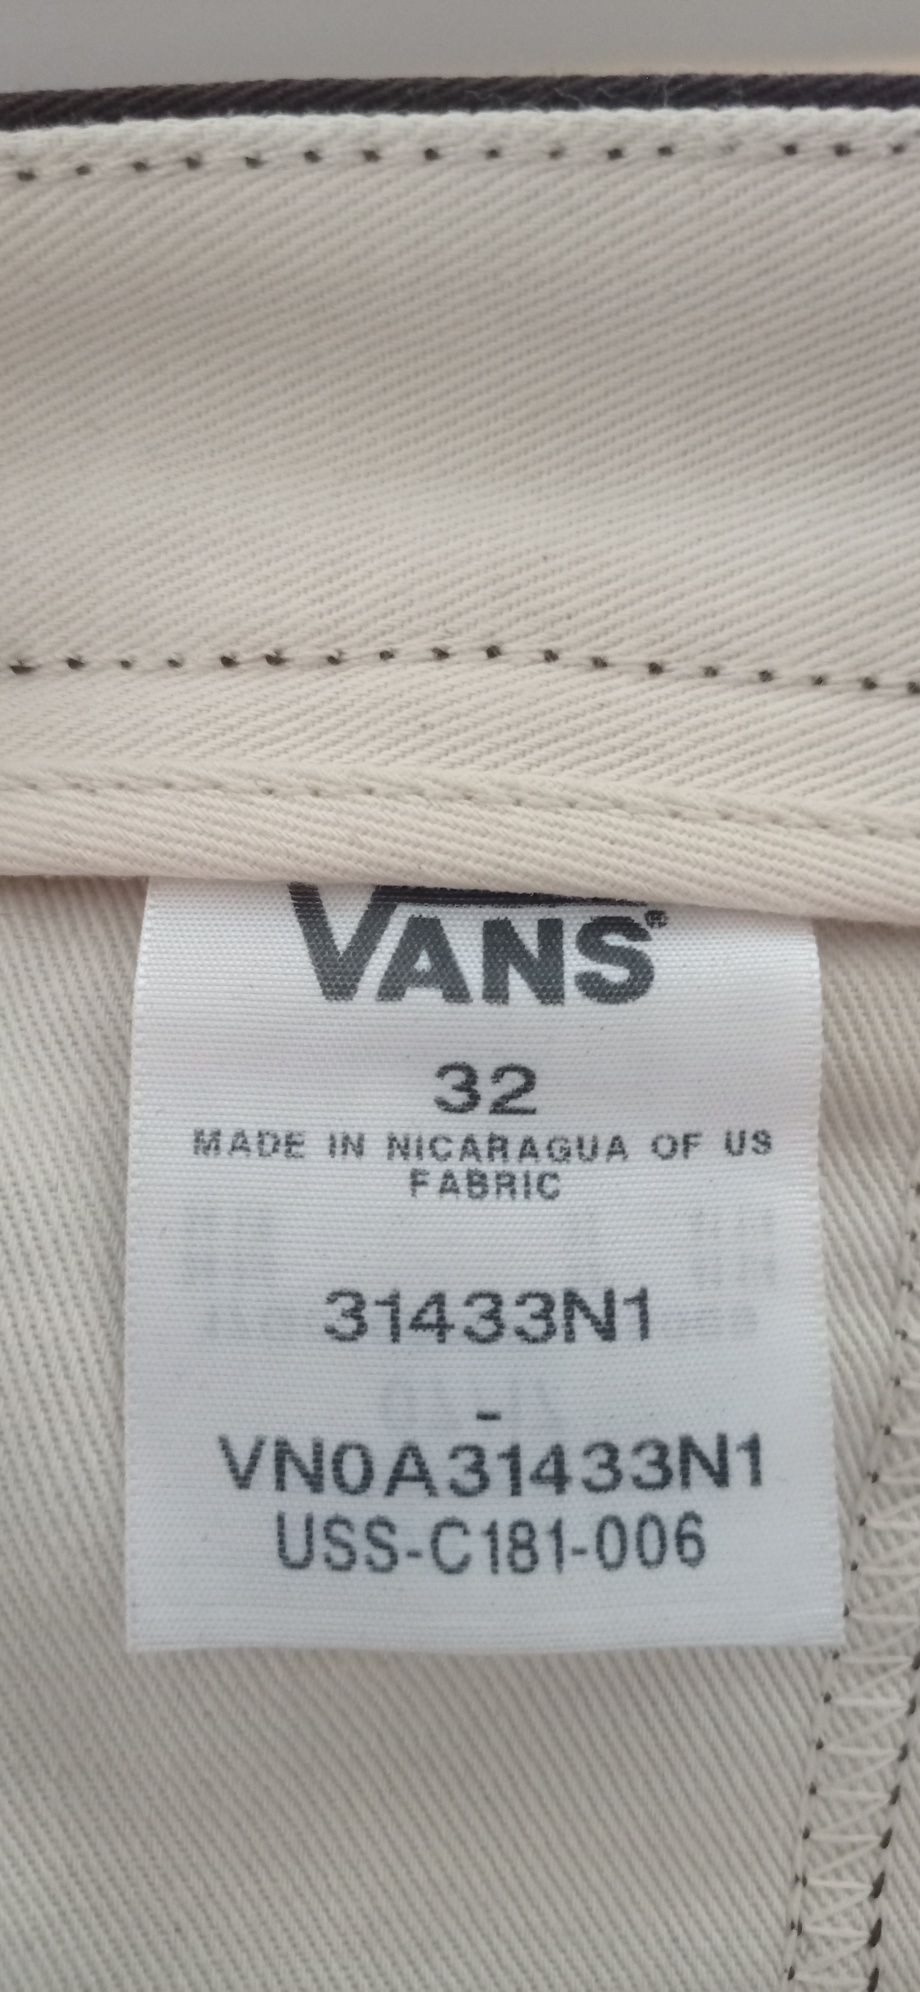 VANS®
32
MADE IN NICARAGUA OF US
FABRIC
31433N1
-
VN0A31433N1
USS-C181-006